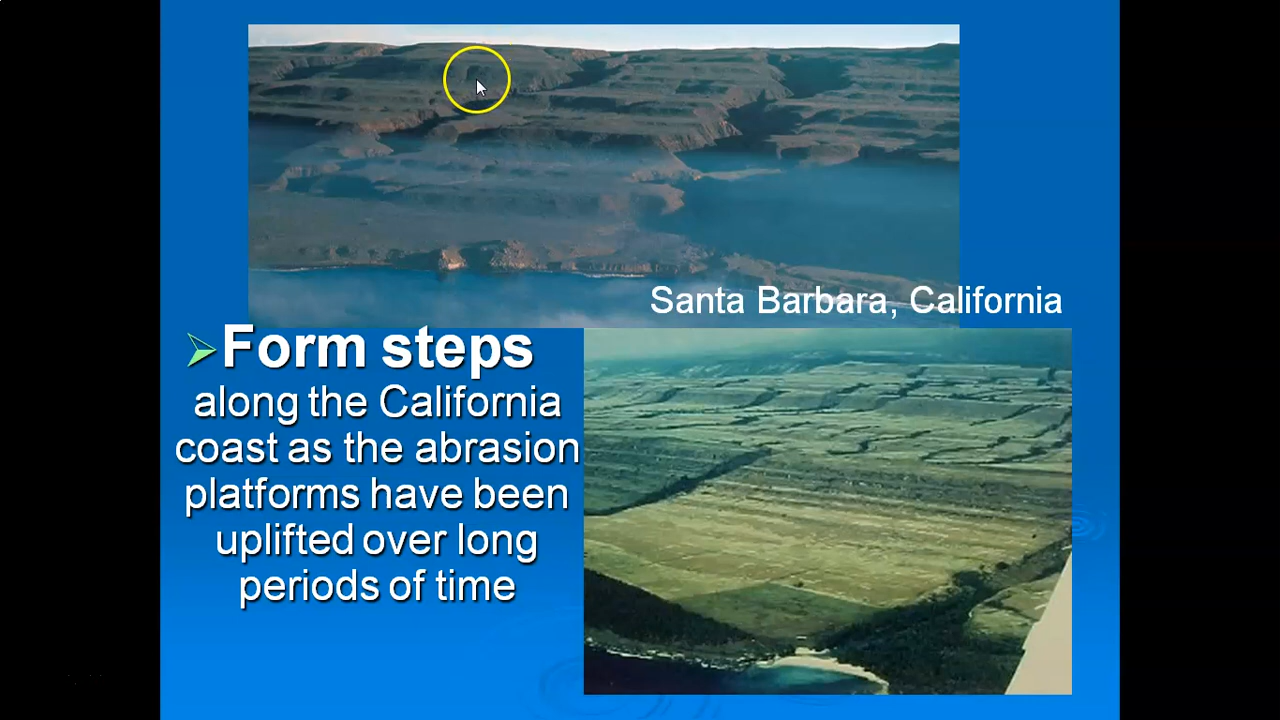 Santa Barbara, California
Form steps
along the California
coast as the abrasion
platforms have been
uplifted over long
periods of time